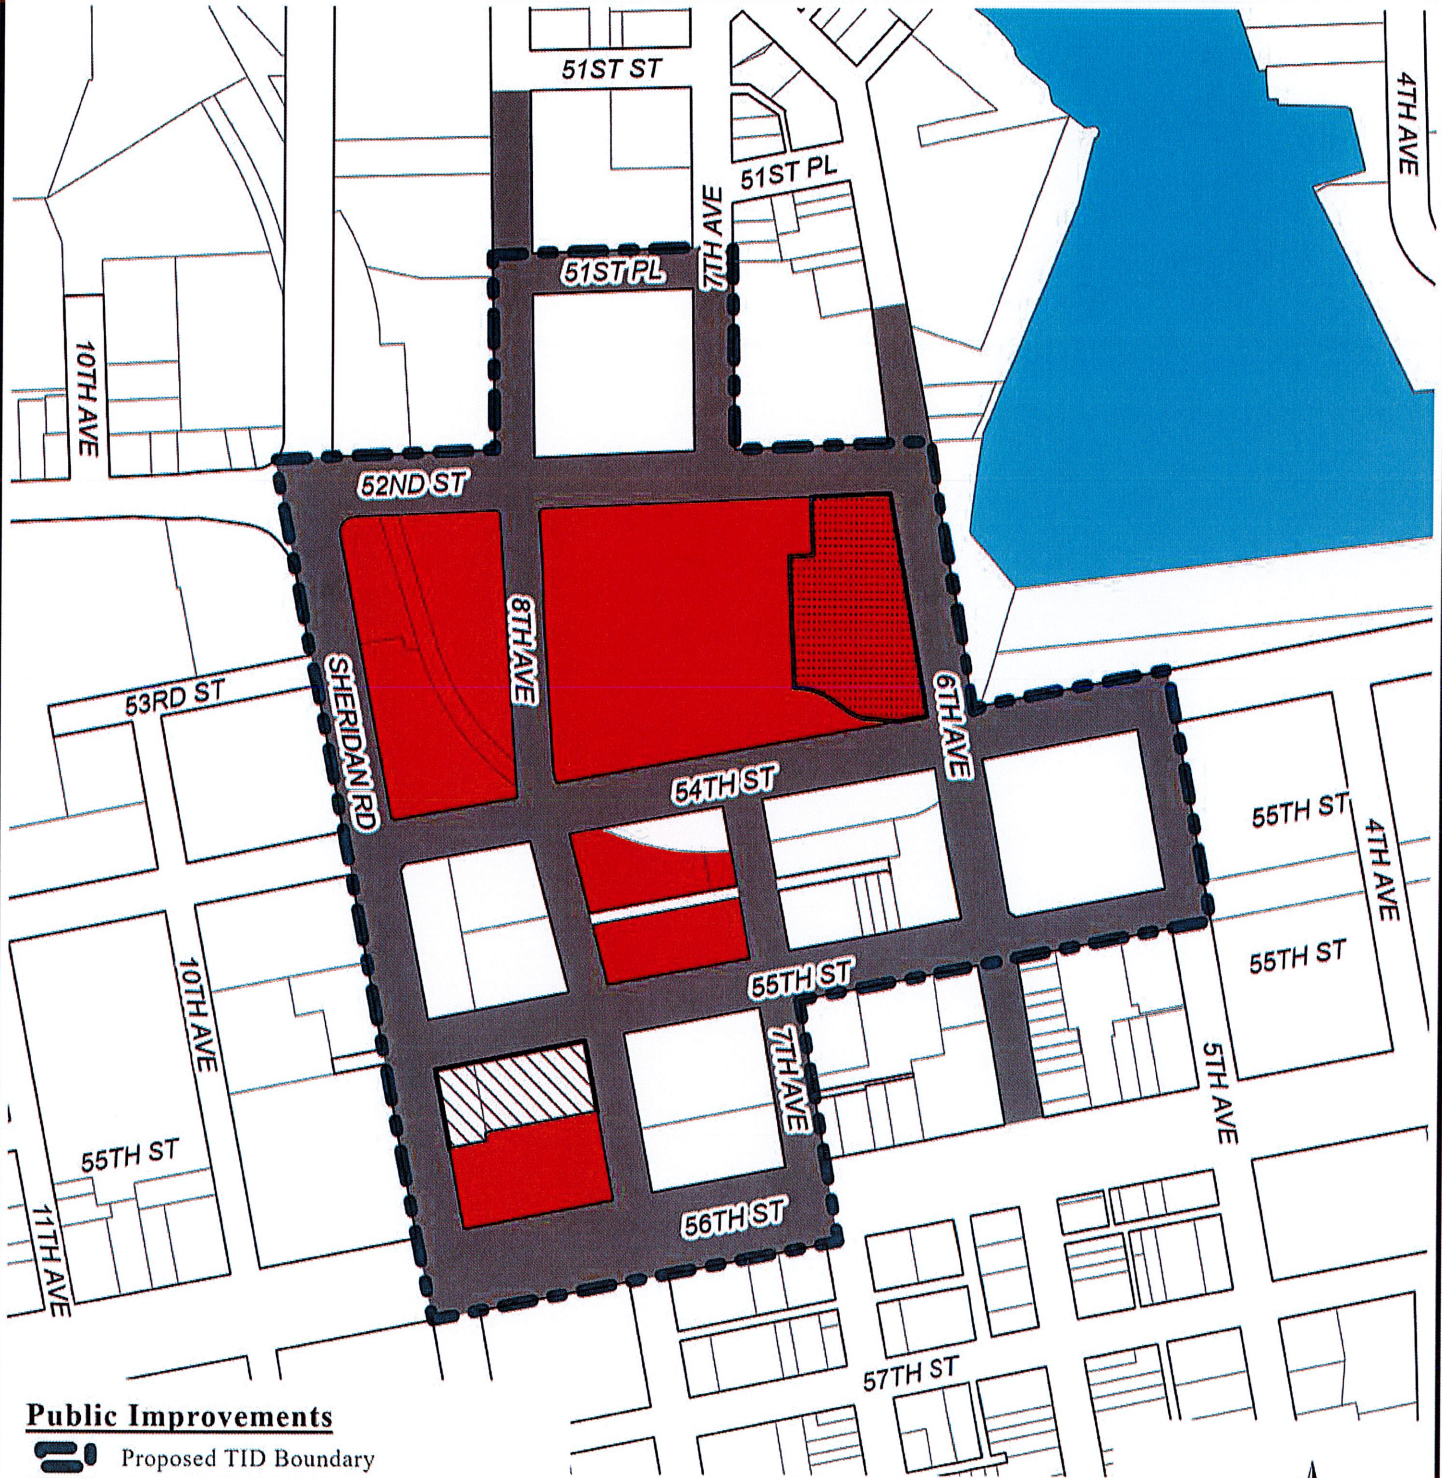 51ST ST
4TH AVE
51ST PL
7TH AVE
51ST PL
10TH AVE
52ND ST
8TH AVE
53RD ST
SHERIDAN RD
6TH AVE
54TH ST
55TH ST
4TH AVE
10TH AVE
55TH ST
55TH ST
7TH AVE
5TH AVE
55TH ST
11TH AVE
56TH ST
57TH ST
Public Improvements
Proposed TID Boundary